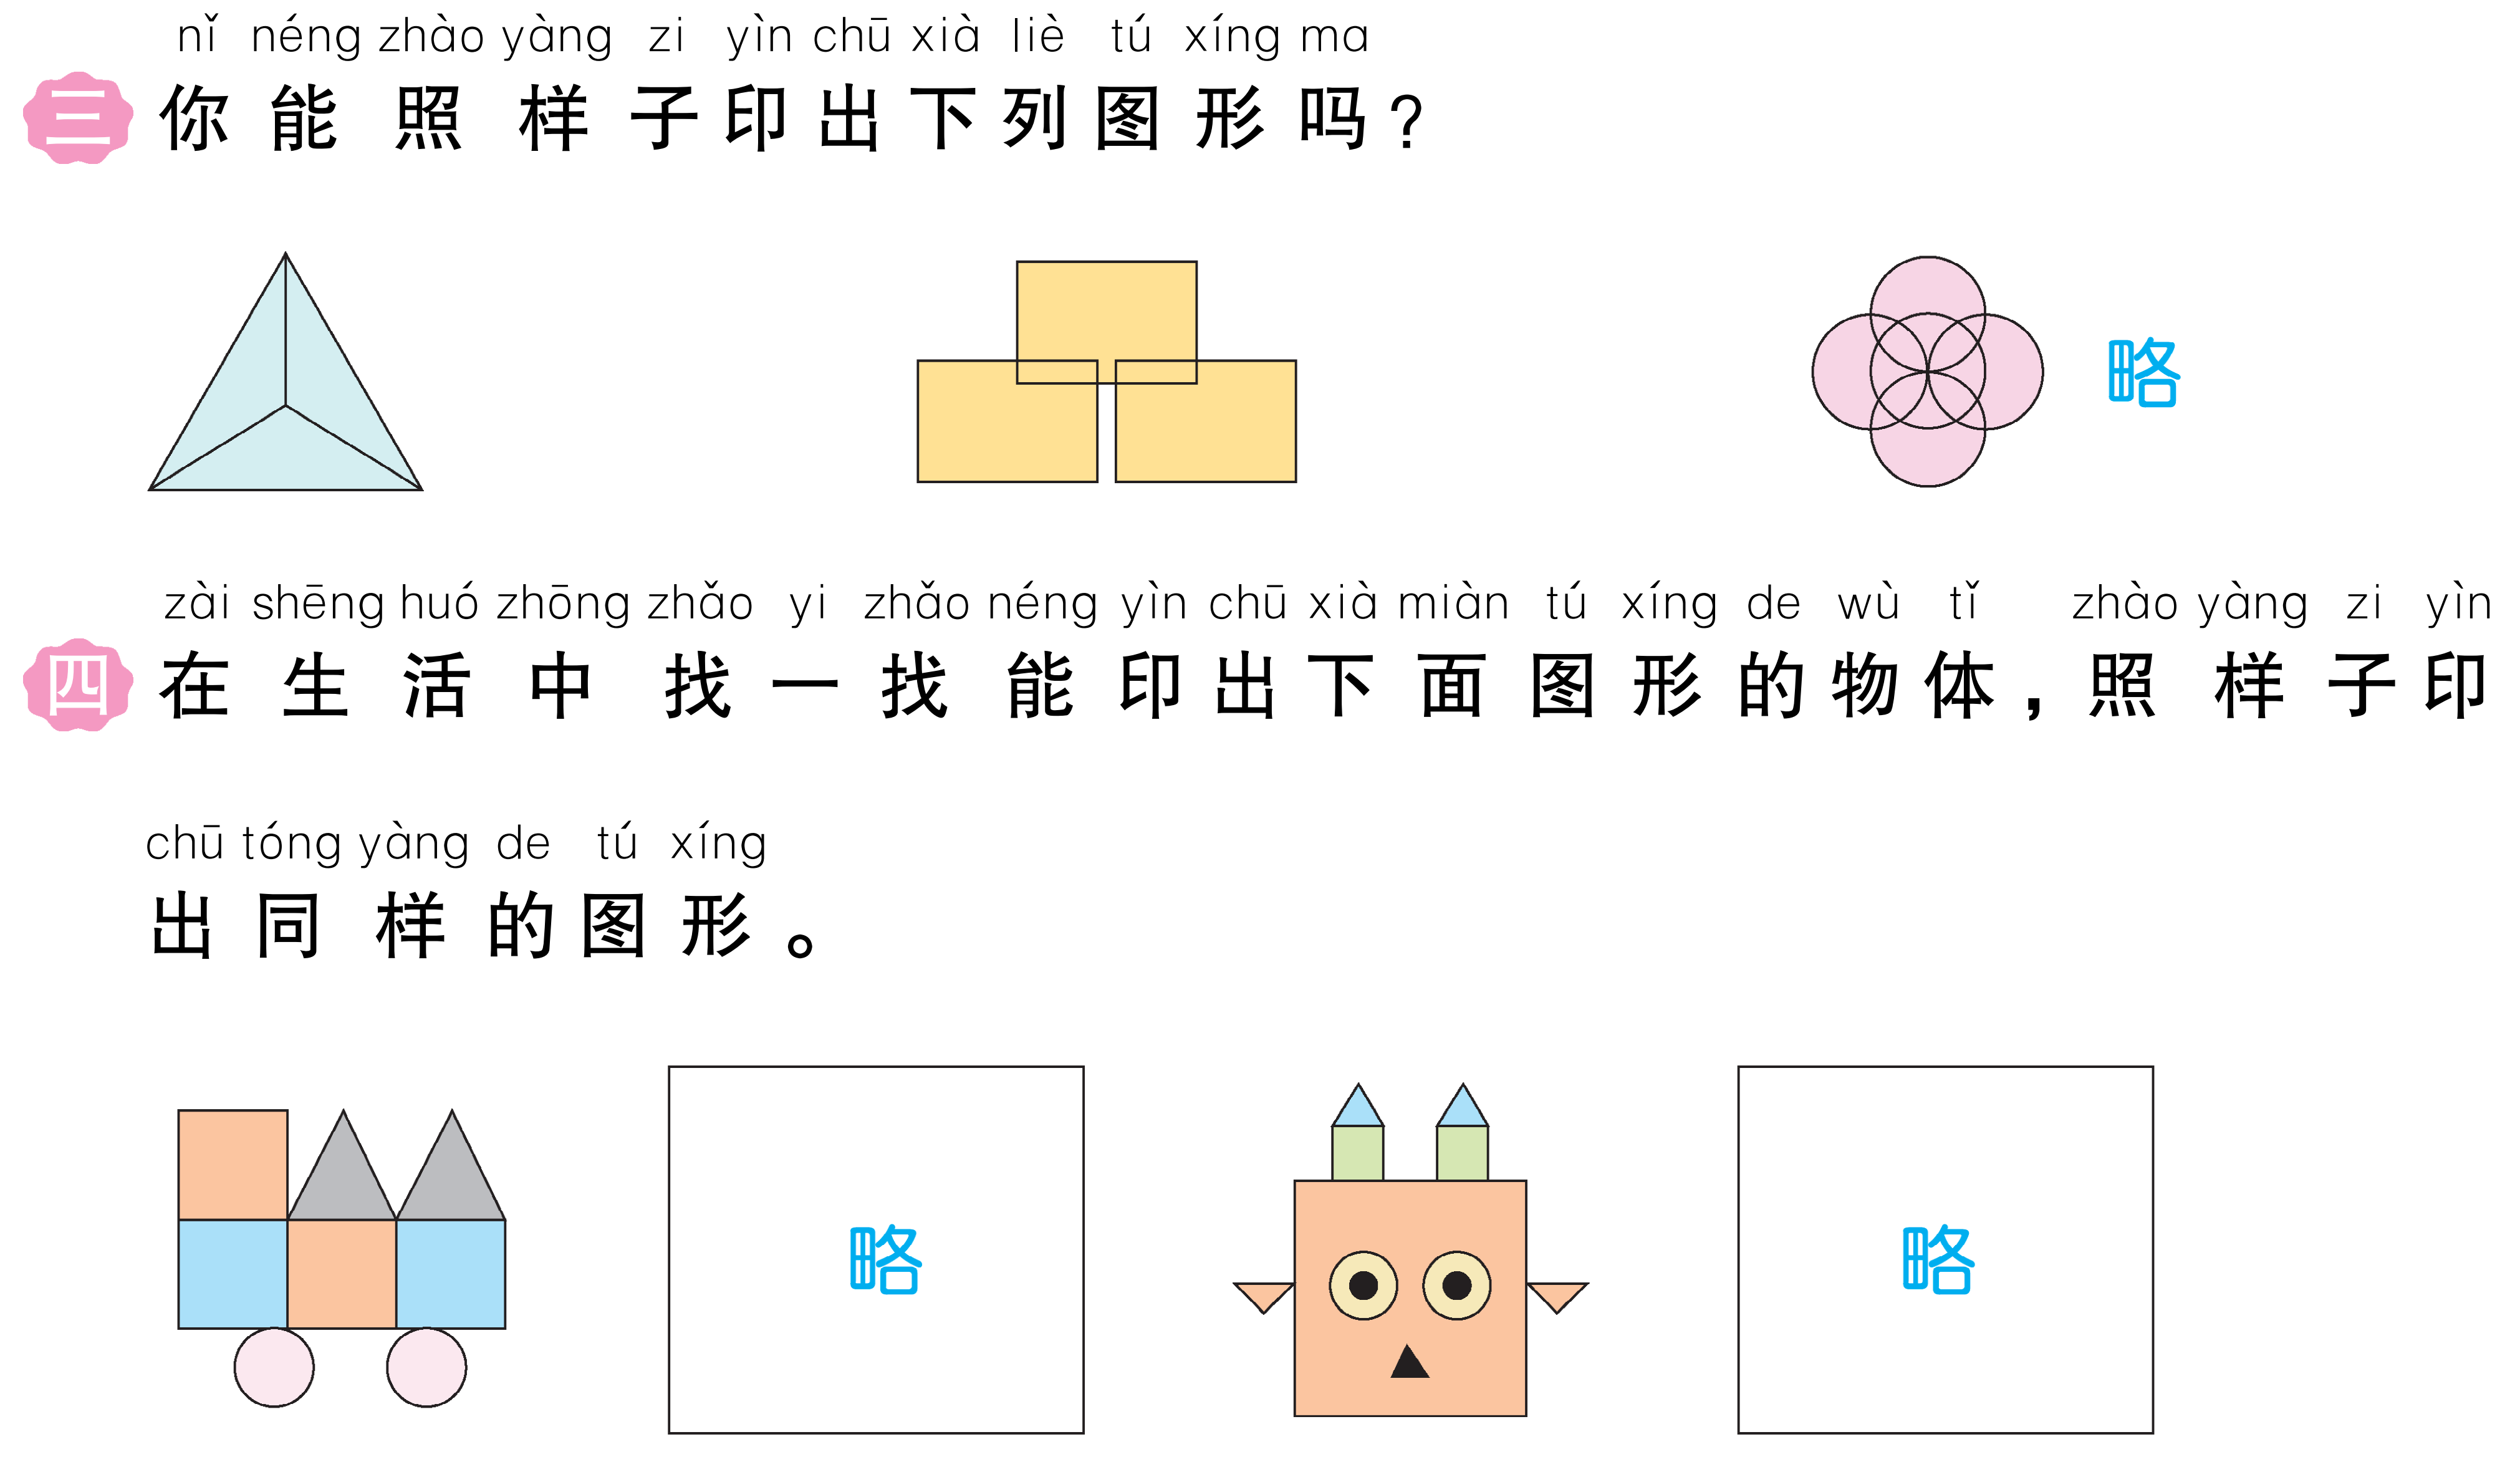 nǐ néng zhào yàng zi yìn chū xià liè tú xíng ma
三 你能照样子印出下列图形吗？
略
zài shēng huó zhōng zhǎo yi zhǎo néng yìn chū xià miàn tú xíng de wù tǐ zhào yàng zi yìn
四 在生活中找一找能印出下面图形的物体，照样子印
chū tóng yàng de tú xíng
出同样的图形。
略
略